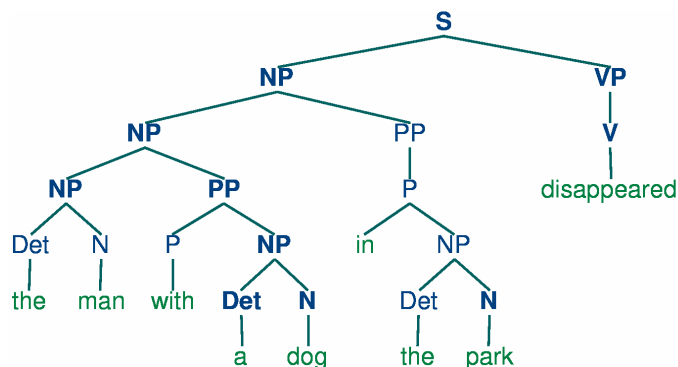 S
NP VP
NP PP V
NP PP P disappeared
Det N P NP in NP
the man with Det N Det N
a dog the park